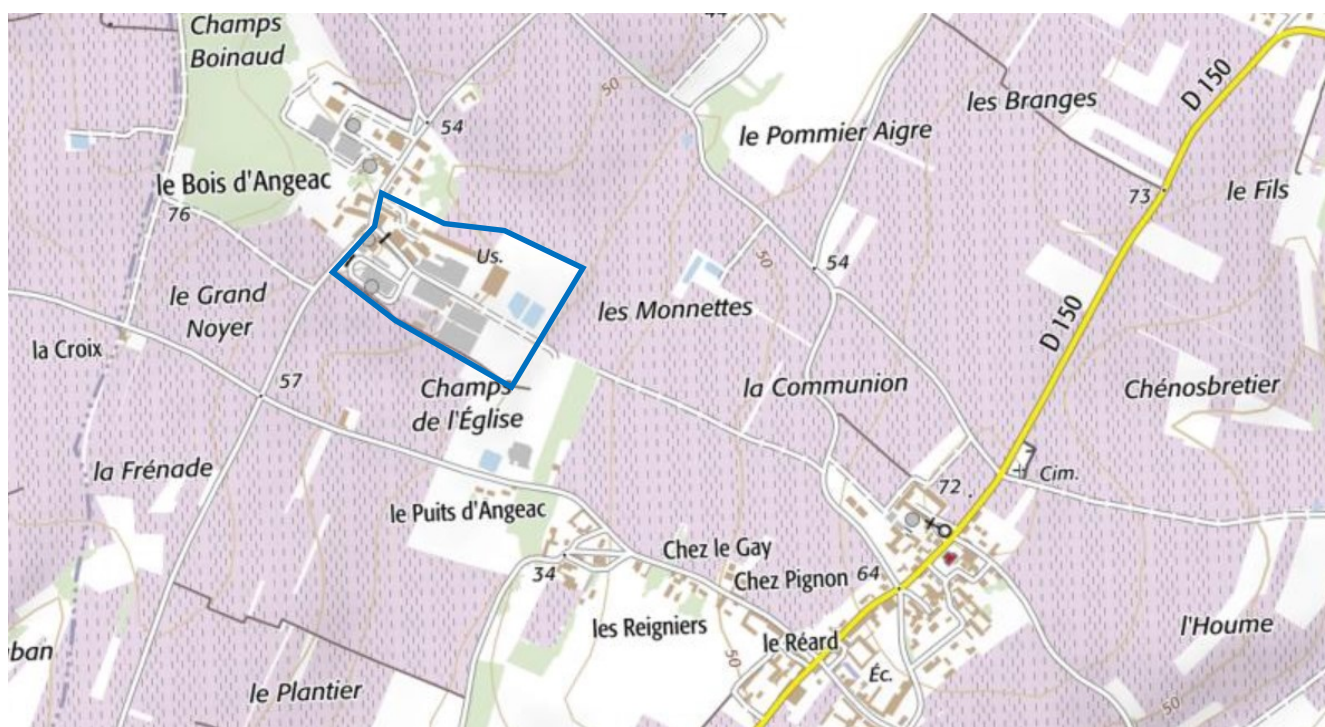 Champs
Boinaud
54
le Bois d'Angeac
76
50
le Pommier Aigre
les Branges
D 150
73
le Fils
Us.
le Grand
Noyer
la Croix
57
les Monnettes
50
54
D 150
Champs
de l'Église
la Communion
Chénosbretier
la Frénade
le Puits d'Angeac
72
Cim.
34
Chez le Gay
Chez Pignon
64
les Reigniers
le Réard
50
Éc.
l'Houme
ban
le Plantier
50